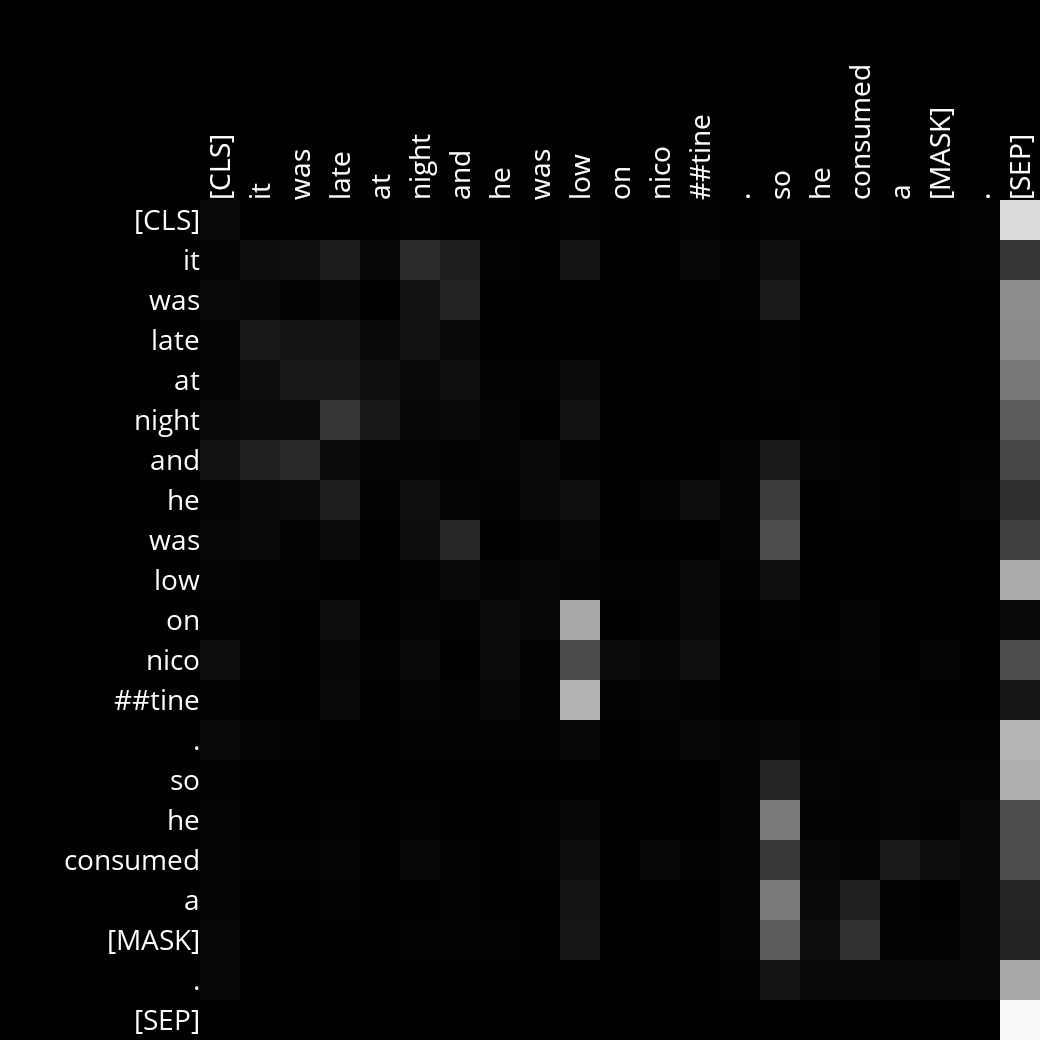 [CLS] it was late at night and he was low on nico ##tine . so he consumed a [MASK] . [SEP]
[CLS]
it
was
late
at
night
and
he
was
low
on
nico
##tine
.
so
he
consumed
a
[MASK]
.
[SEP]